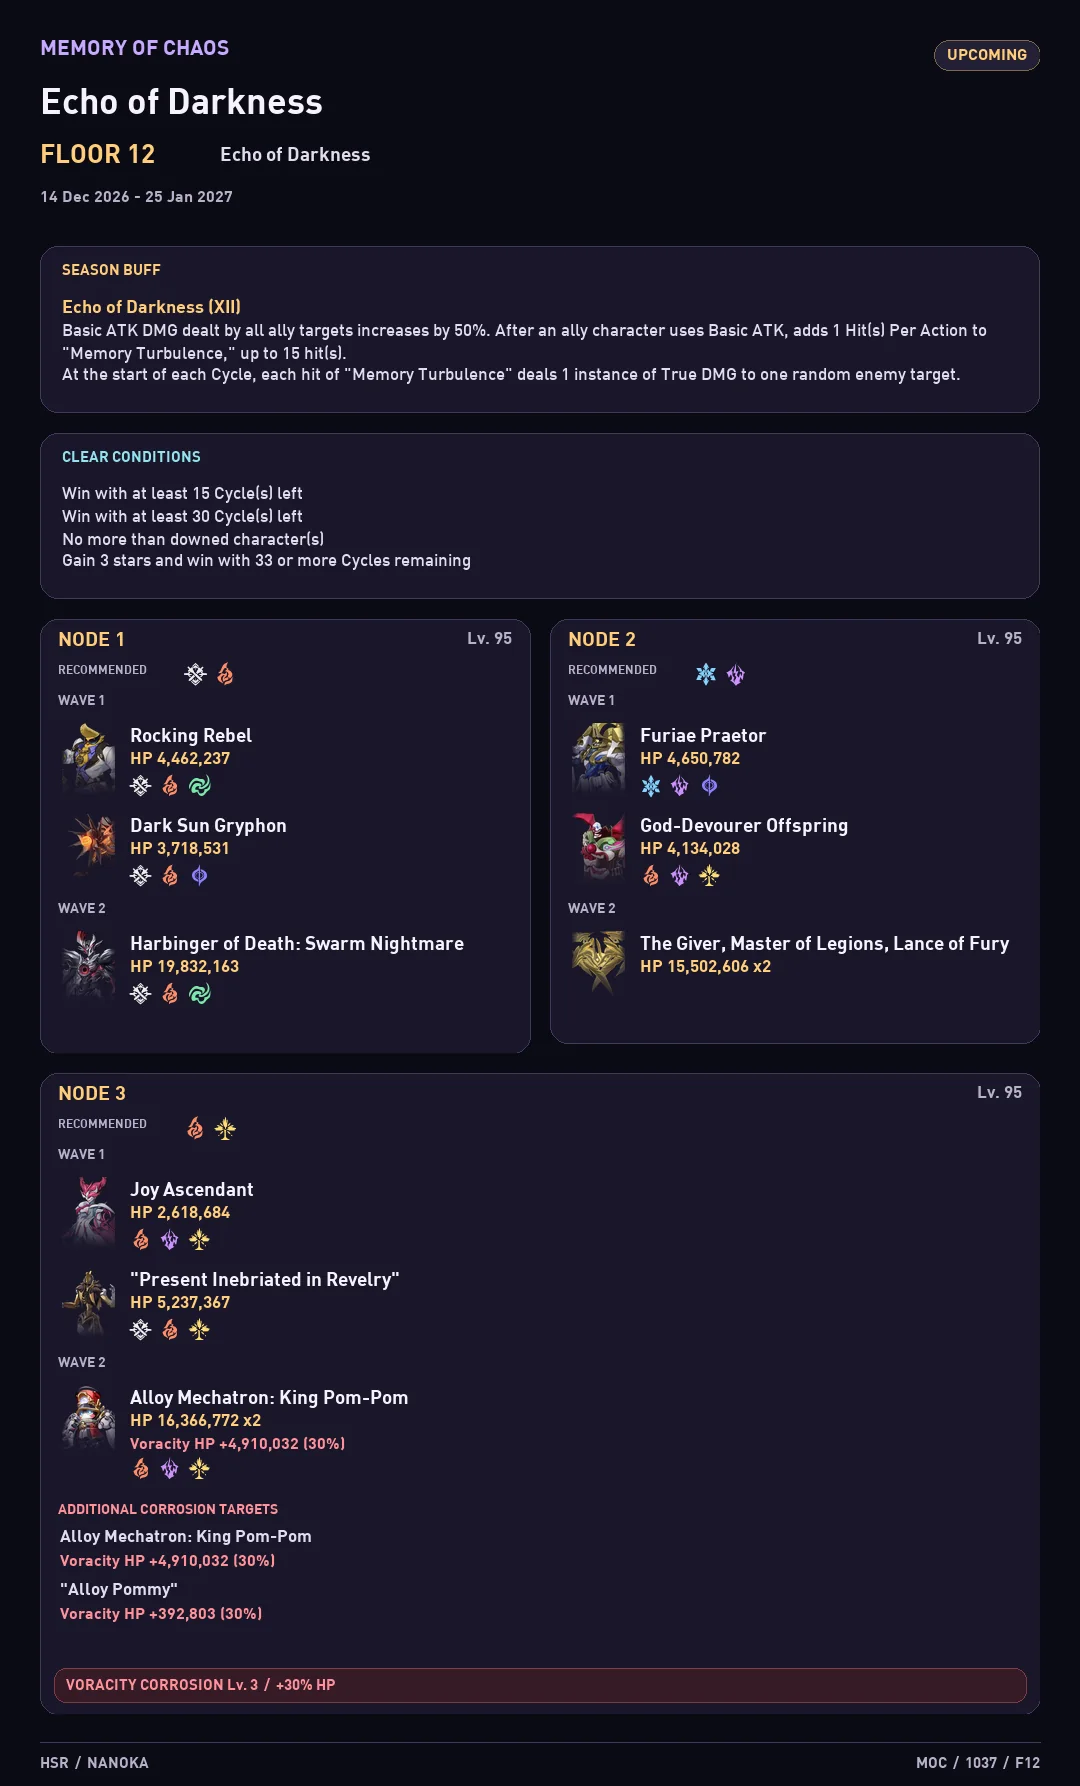 MEMORY OF CHAOS
UPCOMING
Echo of Darkness
FLOOR 12
Echo of Darkness
14 Dec 2026 - 25 Jan 2027
SEASON BUFF
Echo of Darkness (XII)
Basic ATK DMG dealt by all ally targets increases by 50%. After an ally character uses Basic ATK, adds 1 Hit(s) Per Action to
"Memory Turbulence," up to 15 hit(s).
At the start of each Cycle, each hit of "Memory Turbulence" deals 1 instance of True DMG to one random enemy target.
CLEAR CONDITIONS
Win with at least 15 Cycle(s) left
Win with at least 30 Cycle(s) left
No more than downed character(s)
Gain 3 stars and win with 33 or more Cycles remaining
NODE 1
Lv. 95
RECOMMENDED
WAVE 1
Rocking Rebel
HP 4,462,237
Dark Sun Gryphon
HP 3,718,531
WAVE 2
Harbinger of Death: Swarm Nightmare
HP 19,832,163
NODE 2
Lv. 95
RECOMMENDED
WAVE 1
Furiae Praetor
HP 4,650,782
God-Devourer Offspring
HP 4,134,028
WAVE 2
The Giver, Master of Legions, Lance of Fury
HP 15,502,606 x2
NODE 3
Lv. 95
RECOMMENDED
WAVE 1
Joy Ascendant
HP 2,618,684
"Present Inebriated in Revelry"
HP 5,237,367
WAVE 2
Alloy Mechatron: King Pom-Pom
HP 16,366,772 x2
Voracity HP +4,910,032 (30%)
ADDITIONAL CORROSION TARGETS
Alloy Mechatron: King Pom-Pom
Voracity HP +4,910,032 (30%)
"Alloy Pommy"
Voracity HP +392,803 (30%)
VORACITY CORROSION Lv. 3 / +30% HP
HSR / NANOKA
MOC / 1037 / F12